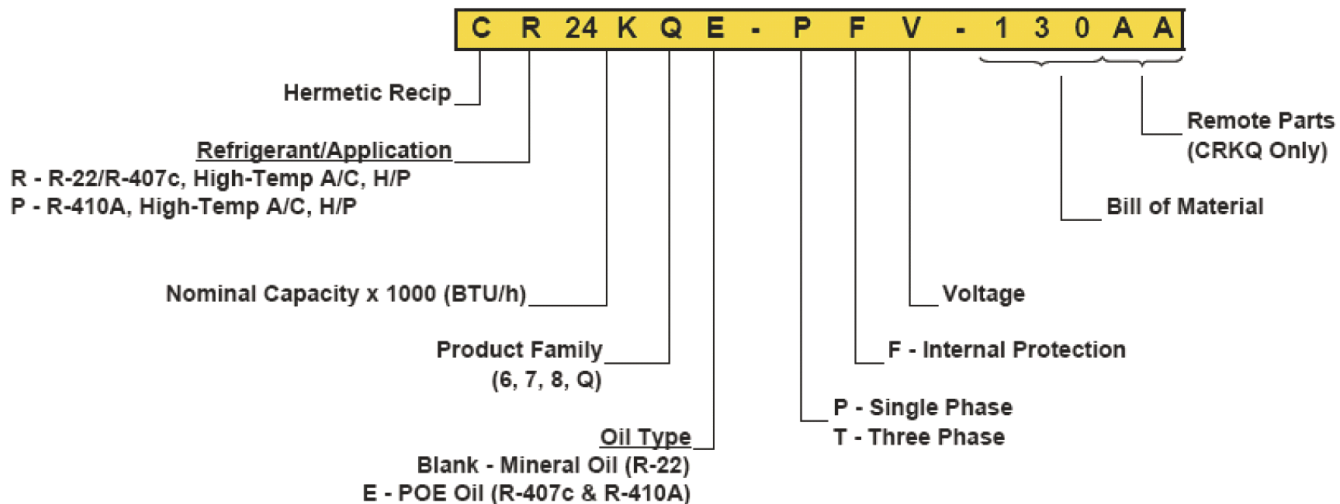 C R 24 K Q E - P F V - 1 3 0 A A
Hermetic Recip
Refrigerant/Application
R - R-22/R-407c, High-Temp A/C, H/P
P - R-410A, High-Temp A/C, H/P
Nominal Capacity x 1000 (BTU/h)
Product Family
(6, 7, 8, Q)
Oil Type
Blank - Mineral Oil (R-22)
E - POE Oil (R-407c & R-410A)
Remote Parts
(CRKQ Only)
Bill of Material
Voltage
F - Internal Protection
P - Single Phase
T - Three Phase